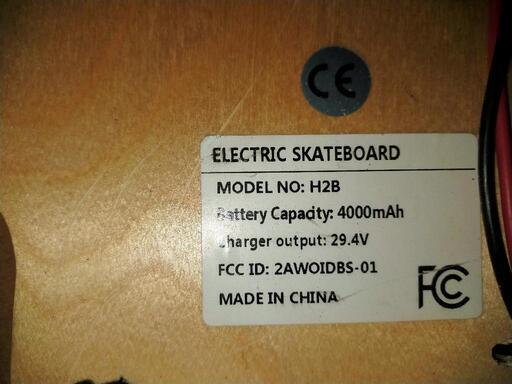 CE
ELECTRIC SKATEBOARD
MODEL NO: H2B
Battery Capacity: 4000mAh
Charger output: 29.4V
FCC ID: 2AWOIDBS-01
MADE IN CHINA
FC